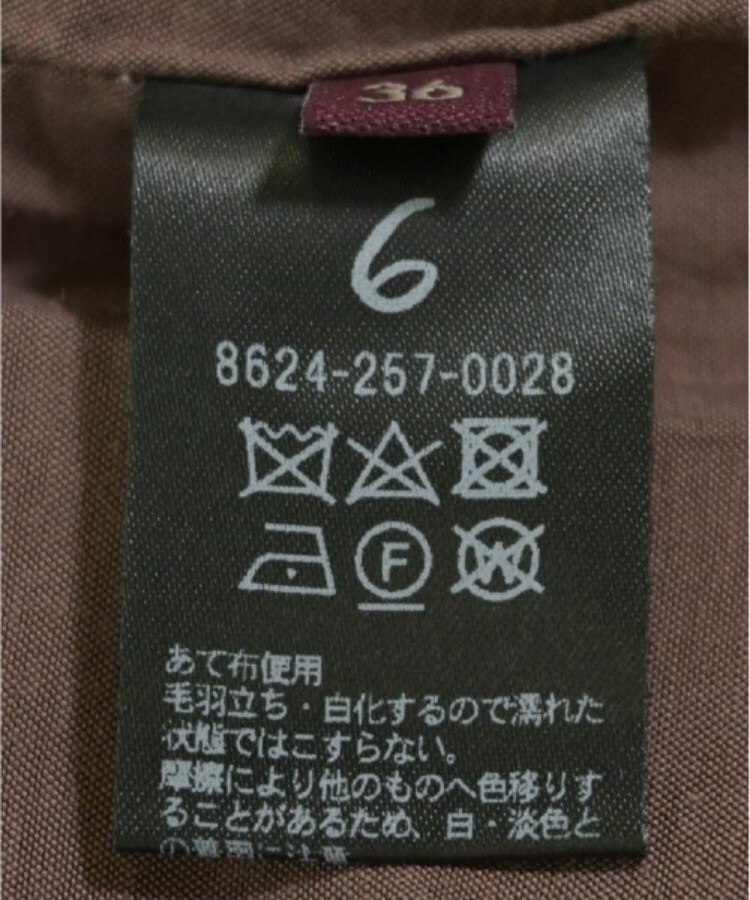 36
6
8624-257-0028
F
W
あて布使用
毛羽立ち・白化するので濡れた
状態ではこすらない。
摩擦により他のものへ色移りす
ることがあるため、白・淡色と